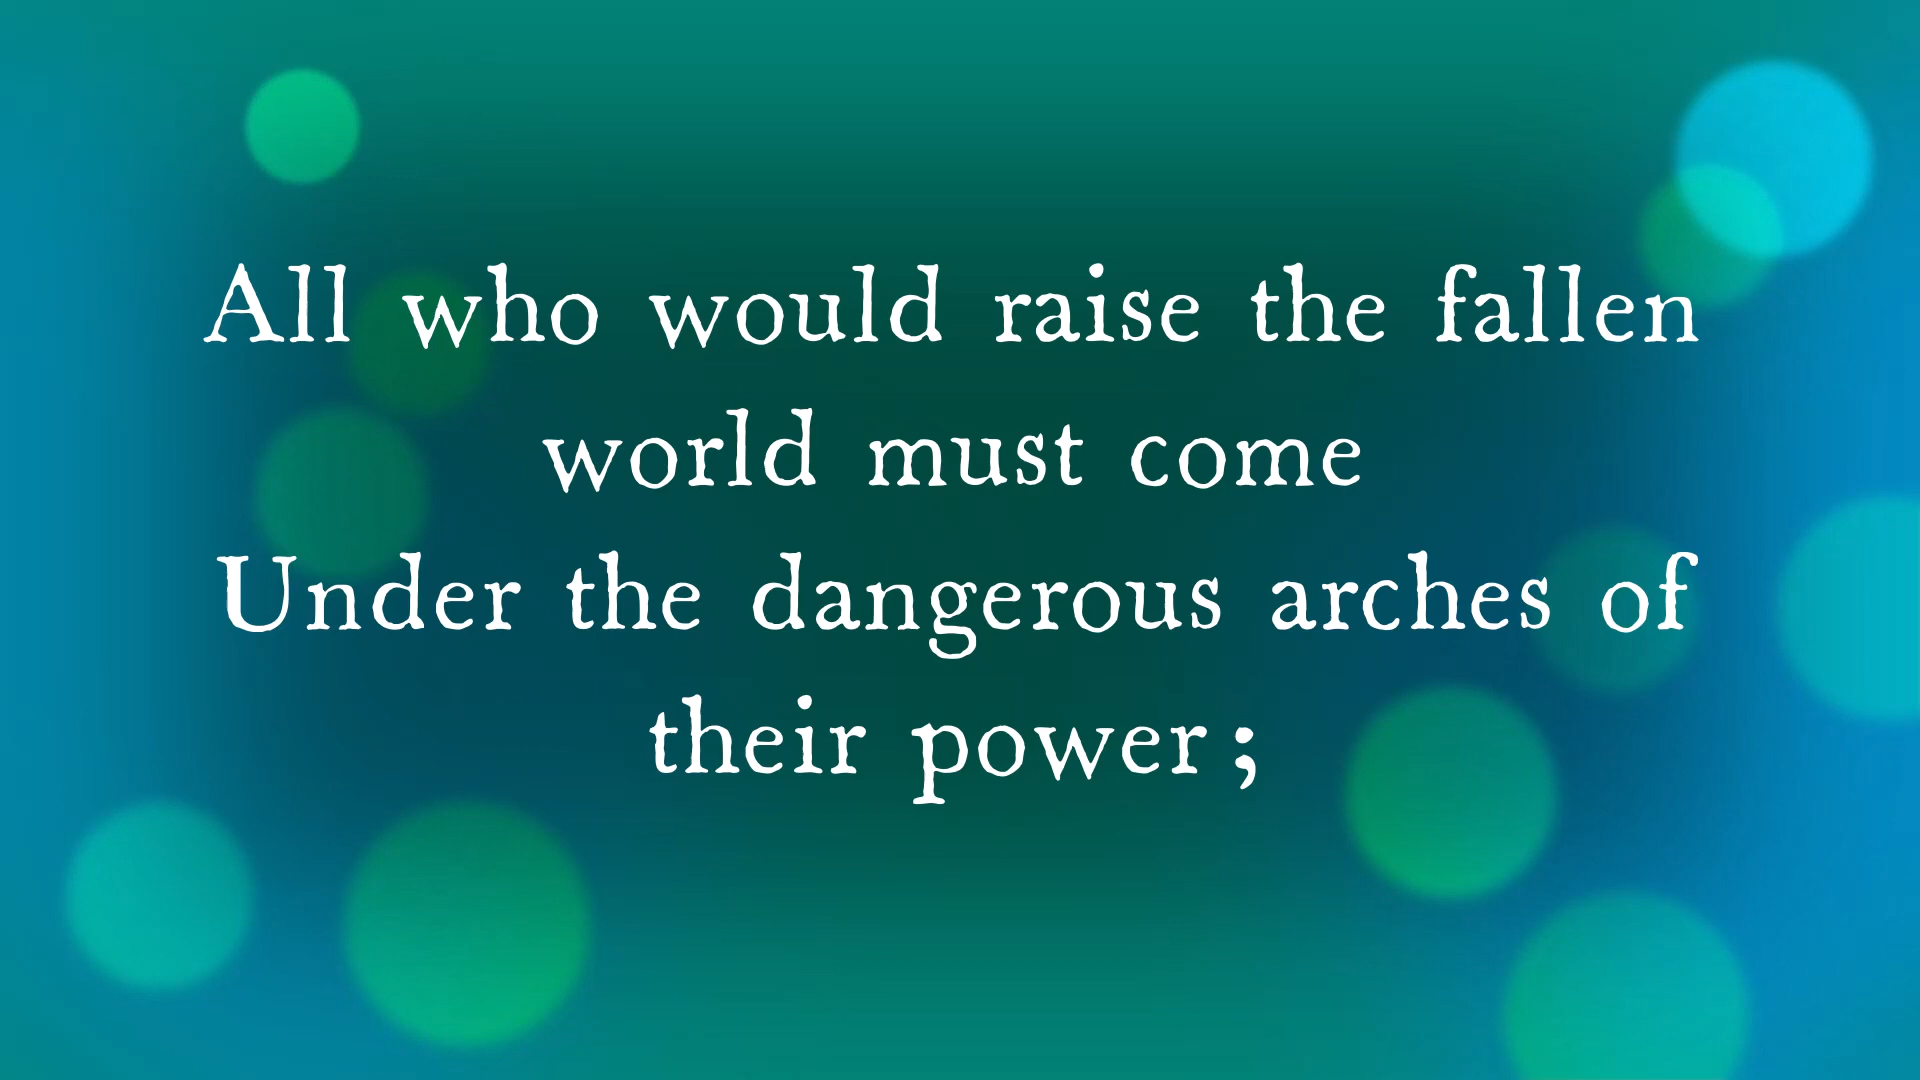 All who would raise the fallen
world must come
Under the dangerous arches of
their power;